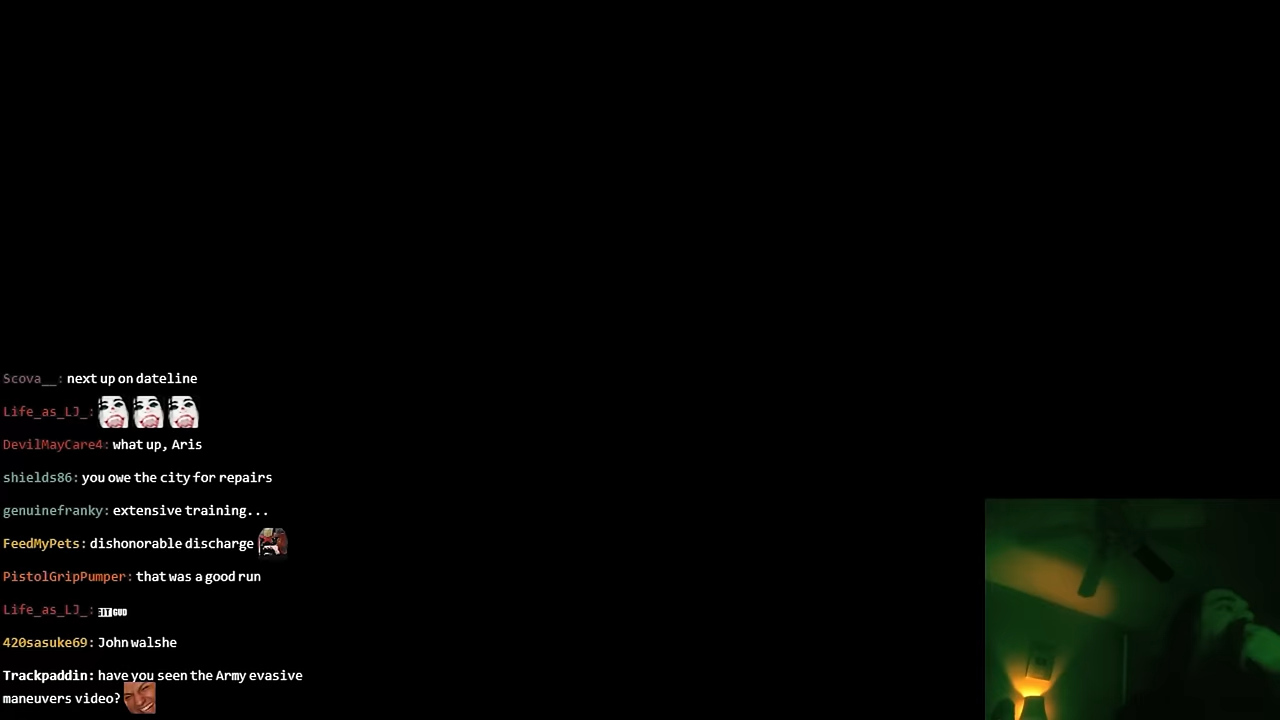 Scova__: next up on dateline
Life_as_LJ_:
DevilMayCare4: what up, Aris
shields86: you owe the city for repairs
genuinefranky: extensive training...
FeedMyPets: dishonorable discharge
PistolGripPumper: that was a good run
Life_as_LJ_: GUD
420sasuke69: John walshe
Trackpaddin: have you seen the Army evasive
maneuvers video?